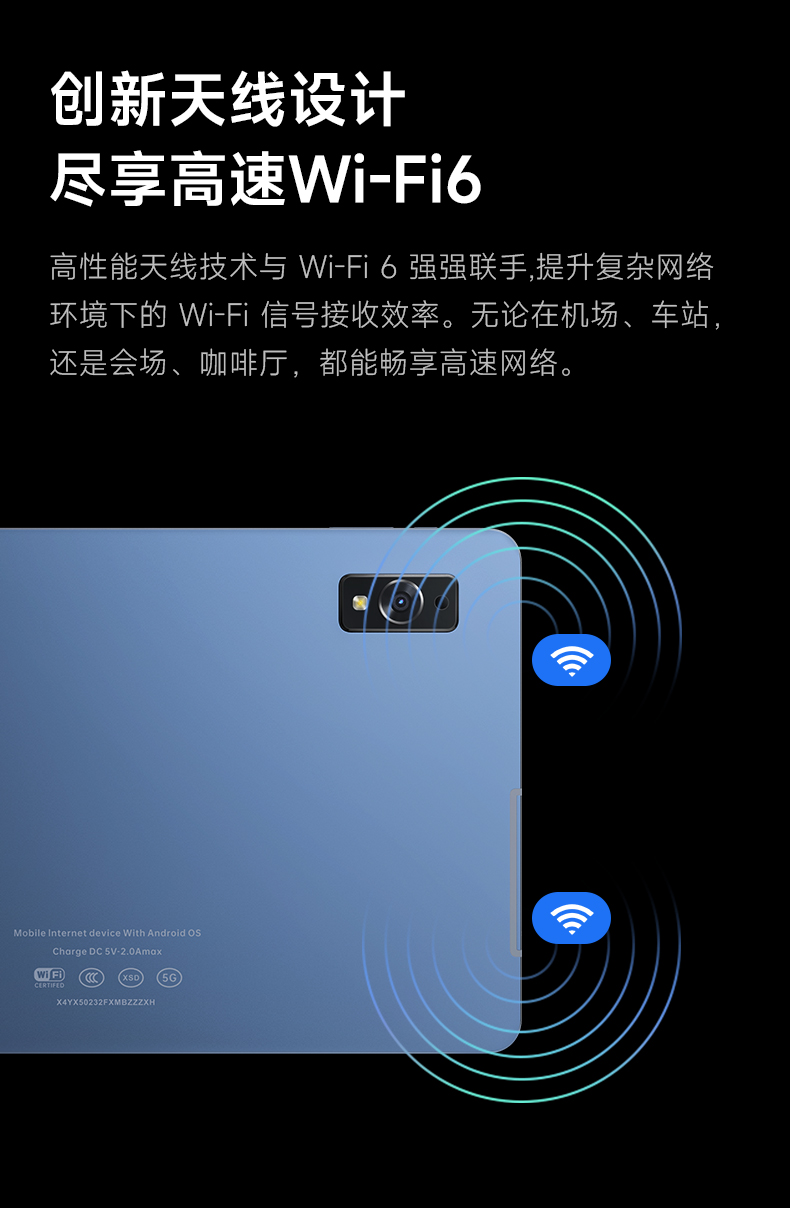 创新天线设计
尽享高速Wi-Fi6
高性能天线技术与 Wi-Fi 6 强强联手,提升复杂网络
环境下的 Wi-Fi 信号接收效率。无论在机场、车站，
还是会场、咖啡厅，都能畅享高速网络。
Mobile Internet device With Android OS
Charge DC 5V-2.0Amax
Wi Fi CERTIFED CCC XSD 5G
X4YX50232FXMBZZZXH